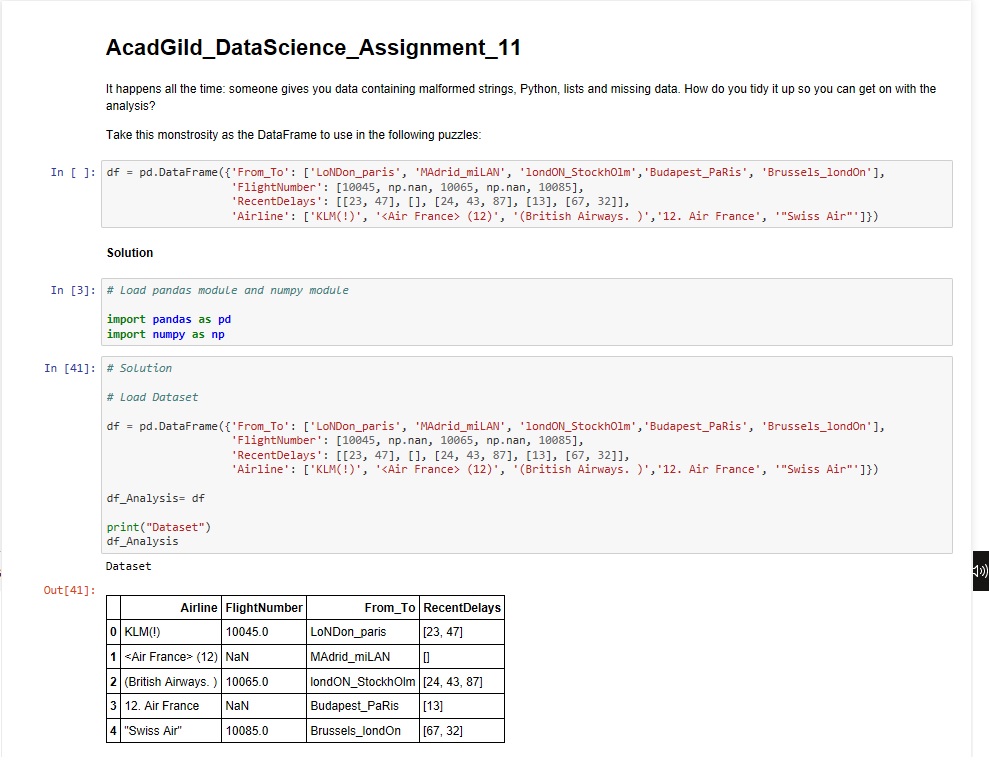 AcadGild_DataScience_Assignment_11
It happens all the time: someone gives you data containing malformed strings, Python, lists and missing data. How do you tidy it up so you can get on with the
analysis?
Take this monstrosity as the DataFrame to use in the following puzzles:
In [ ]: df = pd.DataFrame({'From_To': ['LoNDon_paris', 'MAdrid_miLAN', 'londON_StockhOlm','Budapest_PaRis', 'Brussels_londOn'],
'FlightNumber': [10045, np.nan, 10065, np.nan, 10085],
'RecentDelays': [[23, 47], [], [24, 43, 87], [13], [67, 32]],
'Airline': ['KLM(!)', '<Air France> (12)', '(British Airways. )','12. Air France', '"Swiss Air"']})
Solution
In [3]: # Load pandas module and numpy module
import pandas as pd
import numpy as np
In [41]: # Solution
# Load Dataset
df = pd.DataFrame({'From_To': ['LoNDon_paris', 'MAdrid_miLAN', 'londON_StockhOlm','Budapest_PaRis', 'Brussels_londOn'],
'FlightNumber': [10045, np.nan, 10065, np.nan, 10085],
'RecentDelays': [[23, 47], [], [24, 43, 87], [13], [67, 32]],
'Airline': ['KLM(!)', '<Air France> (12)', '(British Airways. )','12. Air France', '"Swiss Air"']})
df_Analysis= df
print("Dataset")
df_Analysis
Dataset
Out[41]:
Airline FlightNumber From_To RecentDelays
0 KLM(!) 10045.0 LoNDon_paris [23, 47]
1 <Air France> (12) NaN MAdrid_miLAN []
2 (British Airways. ) 10065.0 londON_StockhOlm [24, 43, 87]
3 12. Air France NaN Budapest_PaRis [13]
4 "Swiss Air" 10085.0 Brussels_londOn [67, 32]